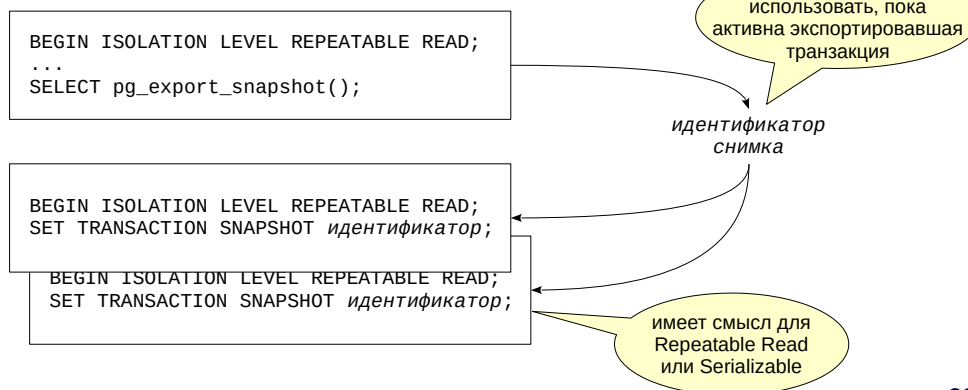 использовать, пока
активна экспортировавшая
транзакция
BEGIN ISOLATION LEVEL REPEATABLE READ;
...
SELECT pg_export_snapshot();
идентификатор
снимка
BEGIN ISOLATION LEVEL REPEATABLE READ;
SET TRANSACTION SNAPSHOT идентификатор;
BEGIN ISOLATION LEVEL REPEATABLE READ;
SET TRANSACTION SNAPSHOT идентификатор;
имеет смысл для
Repeatable Read
или Serializable